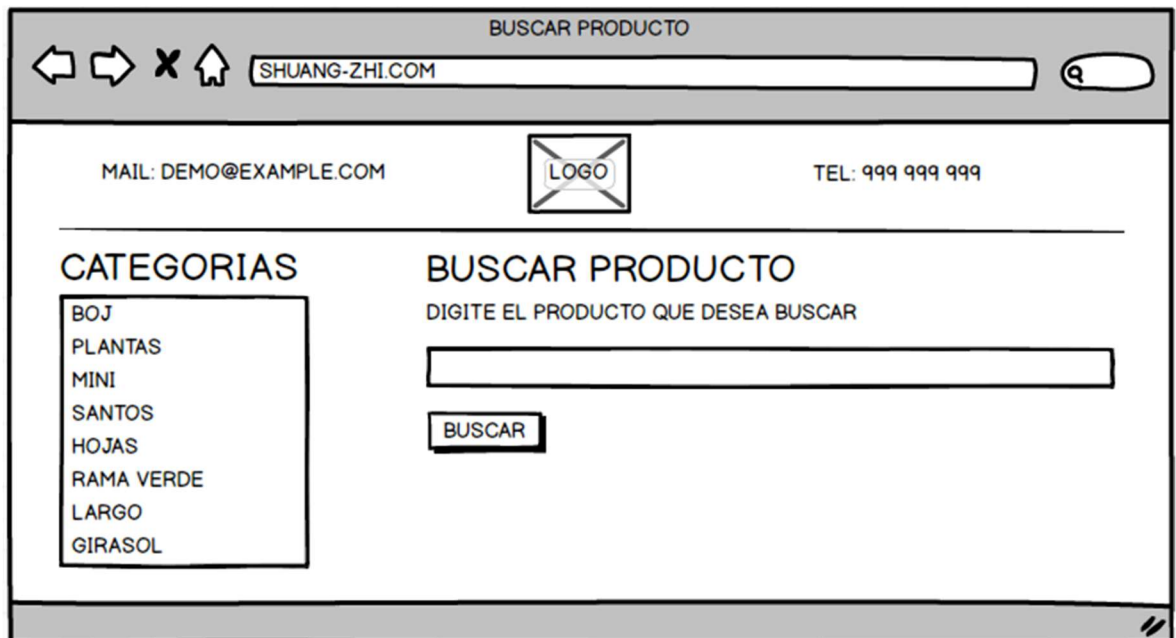 BUSCAR PRODUCTO
SHUANG-ZHI.COM
MAIL: DEMO@EXAMPLE.COM
LOGO
TEL: 999 999 999
CATEGORIAS
BOJ
PLANTAS
MINI
SANTOS
HOJAS
RAMA VERDE
LARGO
GIRASOL
BUSCAR PRODUCTO
DIGITE EL PRODUCTO QUE DESEA BUSCAR
BUSCAR